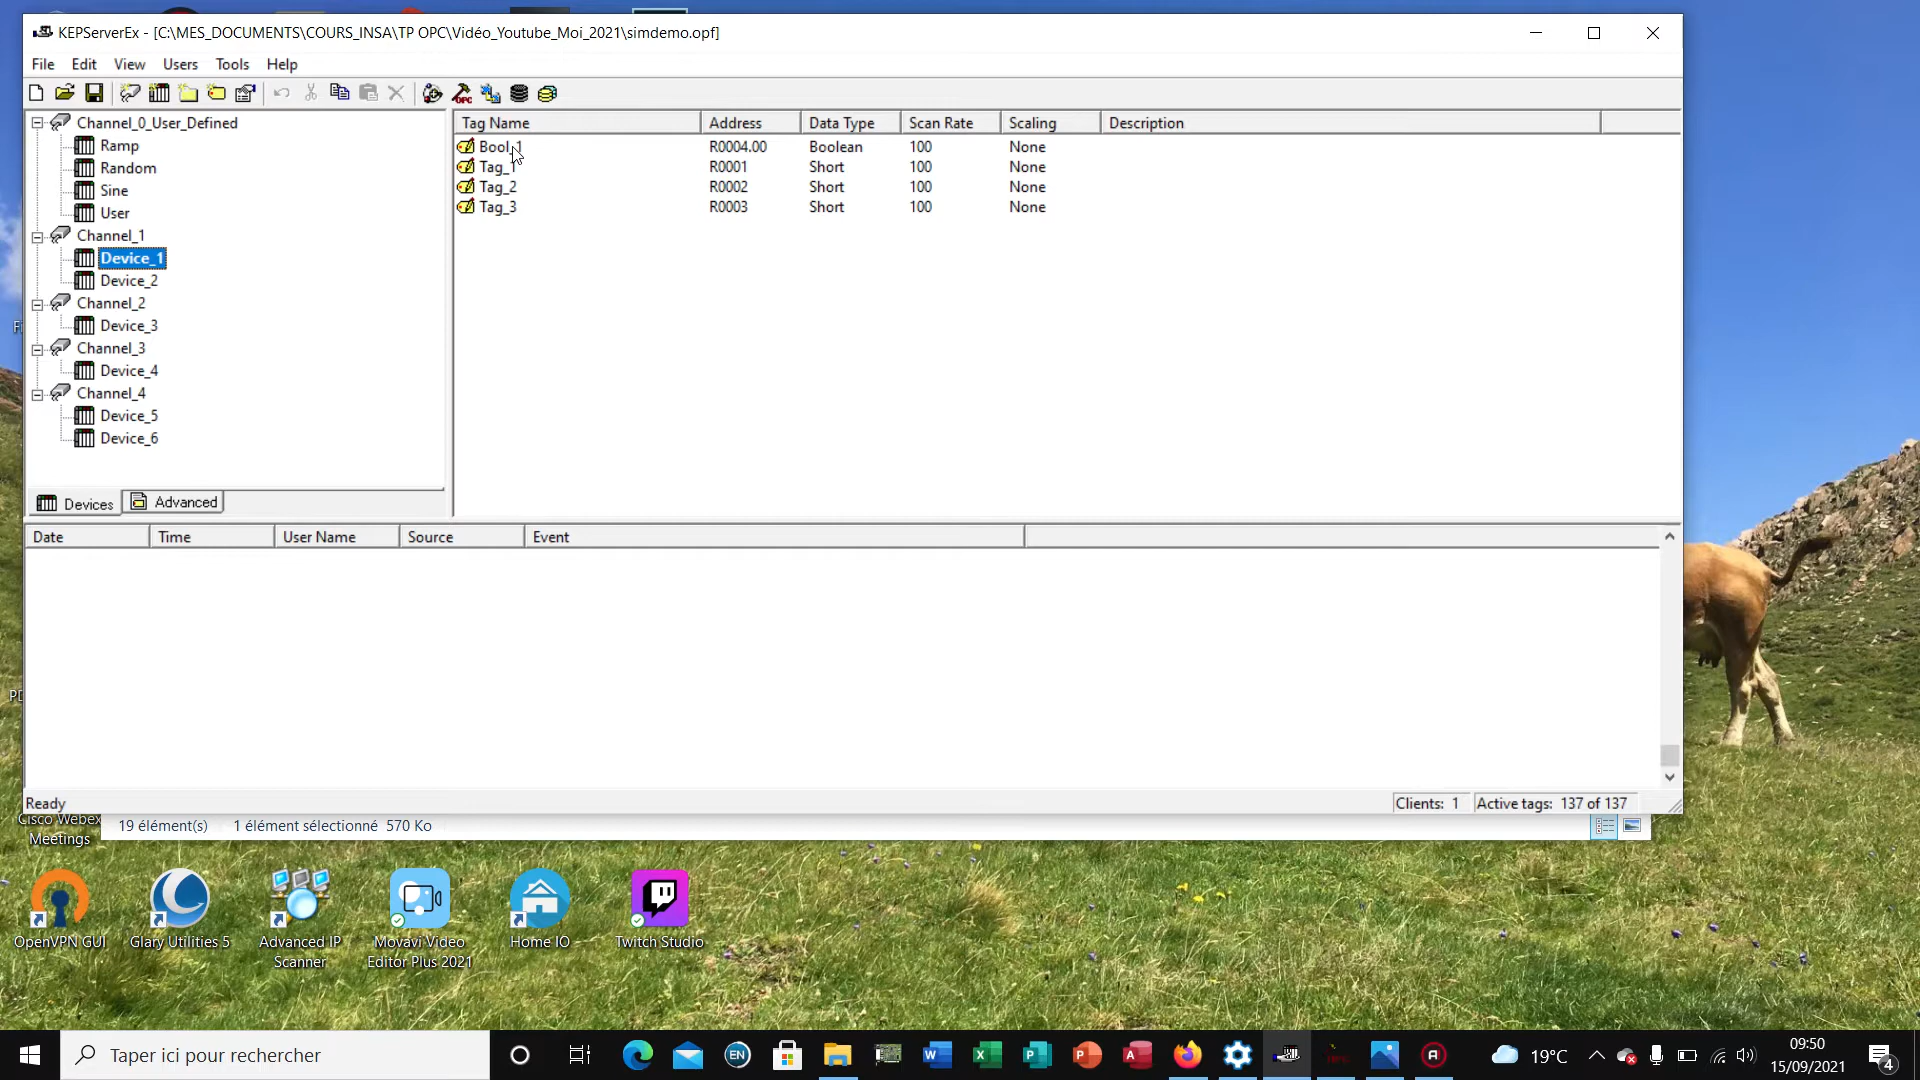 KEPServerEx - [C:\MES_DOCUMENTS\COURS_INSA\TP OPC\Vidéo_Youtube_Moi_2021\simdemo.opf]
File Edit View Users Tools Help
Channel_0_User_Defined
Ramp
Random
Sine
User
Channel_1
Device_1
Device_2
Channel_2
Device_3
Channel_3
Device_4
Channel_4
Device_5
Device_6
Devices Advanced
Tag Name Address Data Type Scan Rate Scaling Description
Bool_1 R0004.00 Boolean 100 None
Tag_1 R0001 Short 100 None
Tag_2 R0002 Short 100 None
Tag_3 R0003 Short 100 None
Date Time User Name Source Event
Ready Clients: 1 Active tags: 137 of 137
19 élément(s) 1 élément sélectionné 570 Ko
Cisco Webex
Meetings
OpenVPN GUI
Glary Utilities 5
Advanced IP
Scanner
Movavi Video
Editor Plus 2021
Home IO
Twitch Studio
Taper ici pour rechercher
EN
19°C
09:50
15/09/2021
4